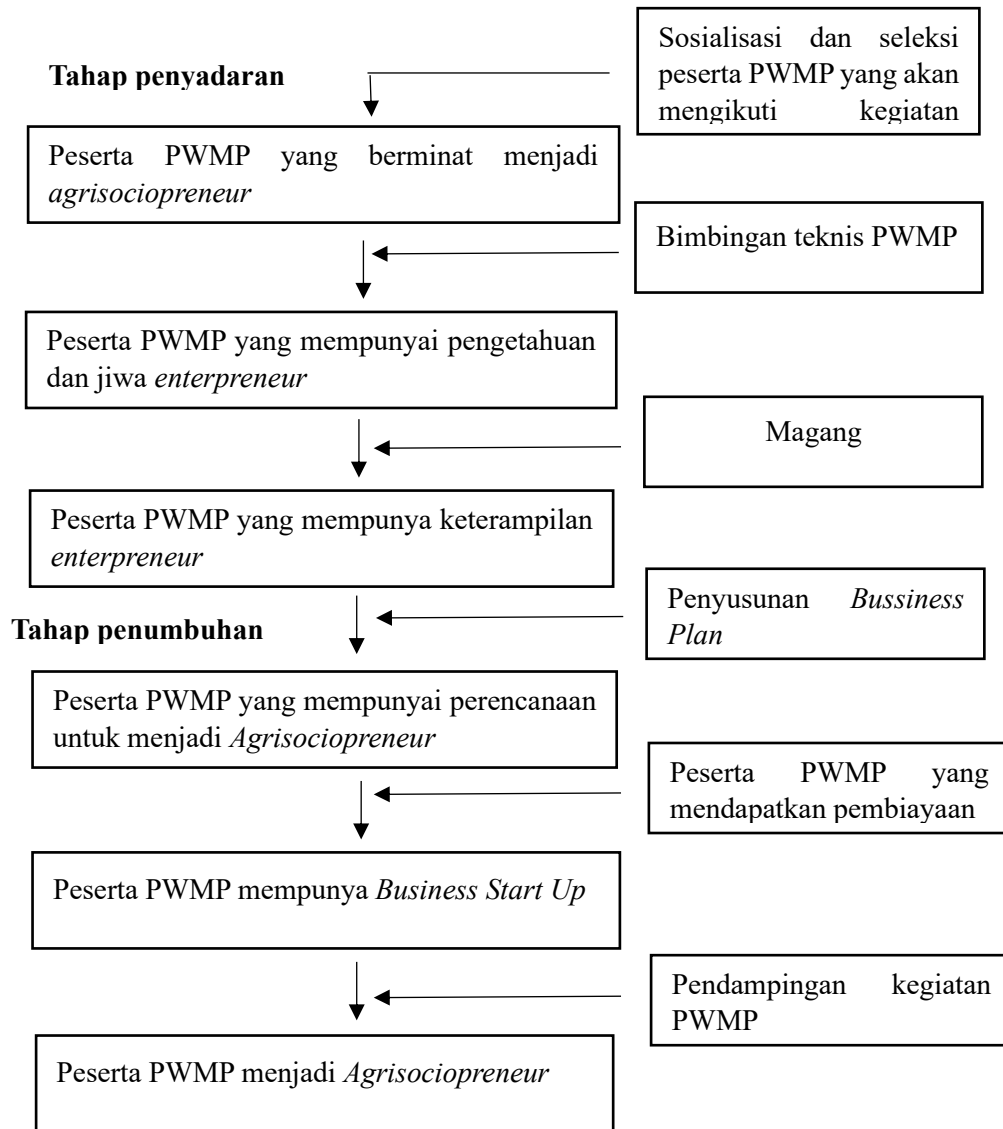 Sosialisasi dan seleksi
peserta PWMP yang akan
mengikuti kegiatan
Tahap penyadaran
Peserta PWMP yang berminat menjadi
agrisociopreneur
Bimbingan teknis PWMP
Peserta PWMP yang mempunyai pengetahuan
dan jiwa enterpreneur
Magang
Peserta PWMP yang mempunya keterampilan
enterpreneur
Penyusunan Bussiness
Plan
Tahap penumbuhan
Peserta PWMP yang mempunyai perencanaan
untuk menjadi Agrisociopreneur
Peserta PWMP yang
mendapatkan pembiayaan
Peserta PWMP mempunya Business Start Up
Pendampingan kegiatan
PWMP
Peserta PWMP menjadi Agrisociopreneur